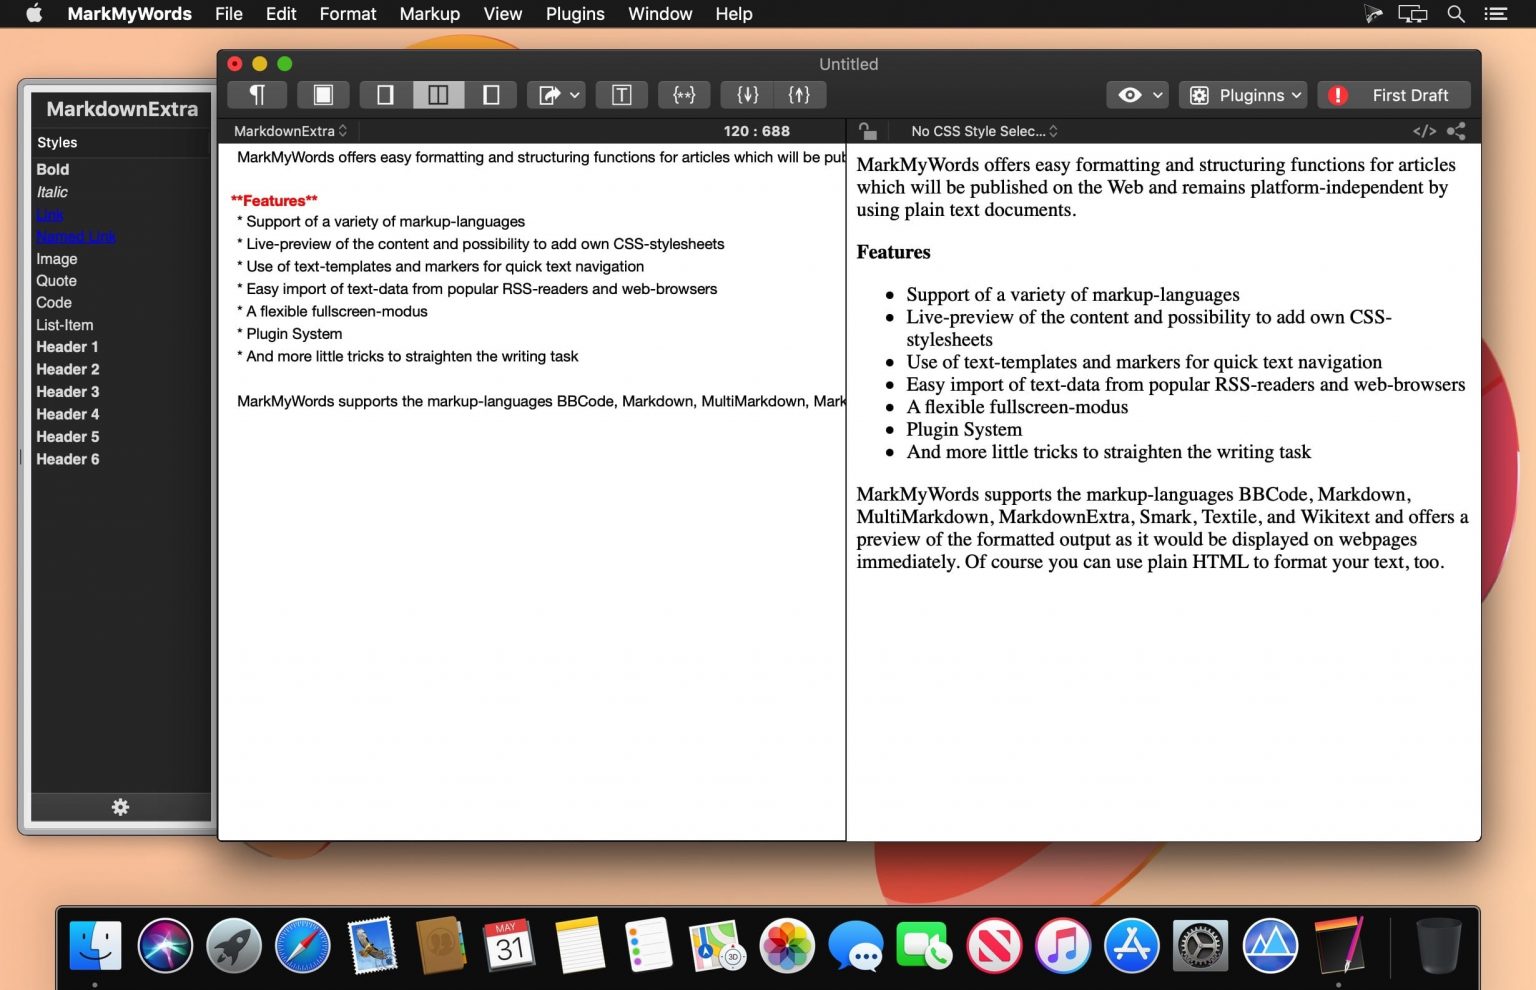 MarkMyWords File Edit Format Markup View Plugins Window Help
Untitled
Pluginns First Draft
MarkdownExtra
Styles
Bold
Italic
Link
Named Link
Image
Quote
Code
List-Item
Header 1
Header 2
Header 3
Header 4
Header 5
Header 6
MarkdownExtra 120 : 688
MarkMyWords offers easy formatting and structuring functions for articles which will be pub
**Features**
* Support of a variety of markup-languages
* Live-preview of the content and possibility to add own CSS-stylesheets
* Use of text-templates and markers for quick text navigation
* Easy import of text-data from popular RSS-readers and web-browsers
* A flexible fullscreen-modus
* Plugin System
* And more little tricks to straighten the writing task
MarkMyWords supports the markup-languages BBCode, Markdown, MultiMarkdown, Mark
No CSS Style Selec... </>
MarkMyWords offers easy formatting and structuring functions for articles
which will be published on the Web and remains platform-independent by
using plain text documents.
Features
• Support of a variety of markup-languages
• Live-preview of the content and possibility to add own CSS-
stylesheets
• Use of text-templates and markers for quick text navigation
• Easy import of text-data from popular RSS-readers and web-browsers
• A flexible fullscreen-modus
• Plugin System
• And more little tricks to straighten the writing task
MarkMyWords supports the markup-languages BBCode, Markdown,
MultiMarkdown, MarkdownExtra, Smark, Textile, and Wikitext and offers a
preview of the formatted output as it would be displayed on webpages
immediately. Of course you can use plain HTML to format your text, too.
MAY
31
3D